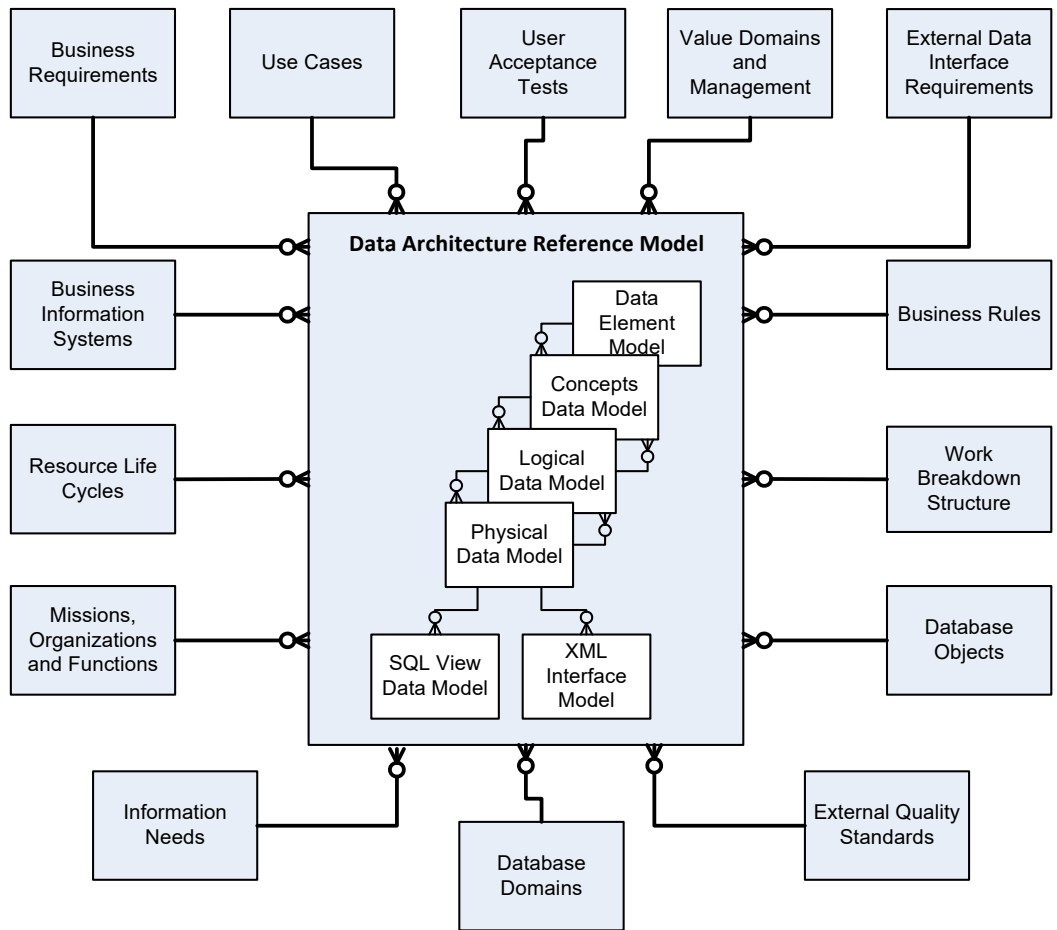 Business
Requirements
Use Cases
User
Acceptance
Tests
Value Domains
and
Management
External Data
Interface
Requirements
Data Architecture Reference Model
Business
Information
Systems
Data
Element
Model
Business Rules
Concepts
Data Model
Resource Life
Cycles
Logical
Data Model
Work
Breakdown
Structure
Physical
Data Model
Missions,
Organizations
and Functions
SQL View
Data Model
XML
Interface
Model
Database
Objects
Information
Needs
Database
Domains
External Quality
Standards